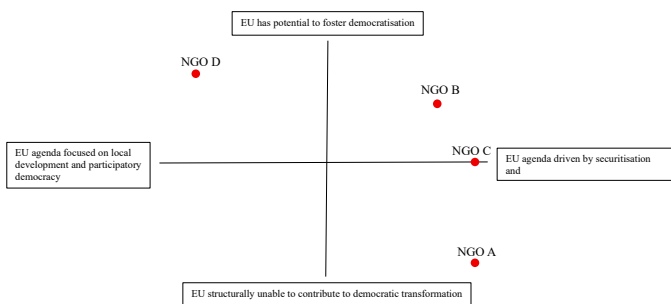 EU has potential to foster democratisation
NGO D
NGO B
EU agenda focused on local
development and participatory
democracy
NGO C
EU agenda driven by securitisation
and
NGO A
EU structurally unable to contribute to democratic transformation